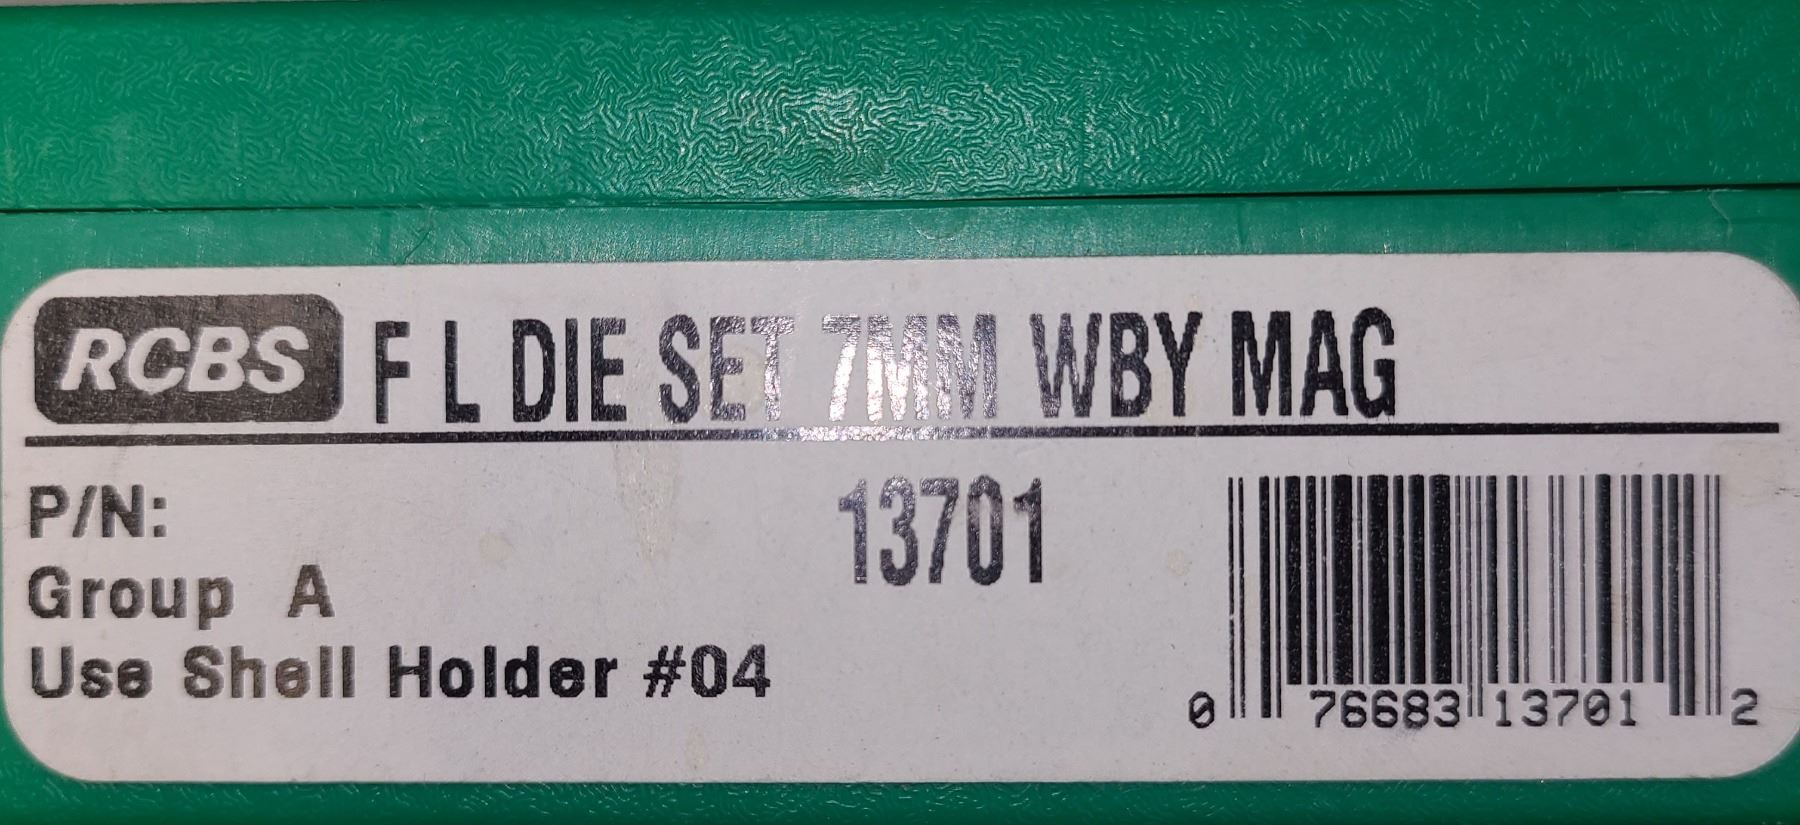 RCBS F L DIE SET 7MM WBY MAG
P/N: 13701
Group A
Use Shell Holder #04
0 76683 13701 2